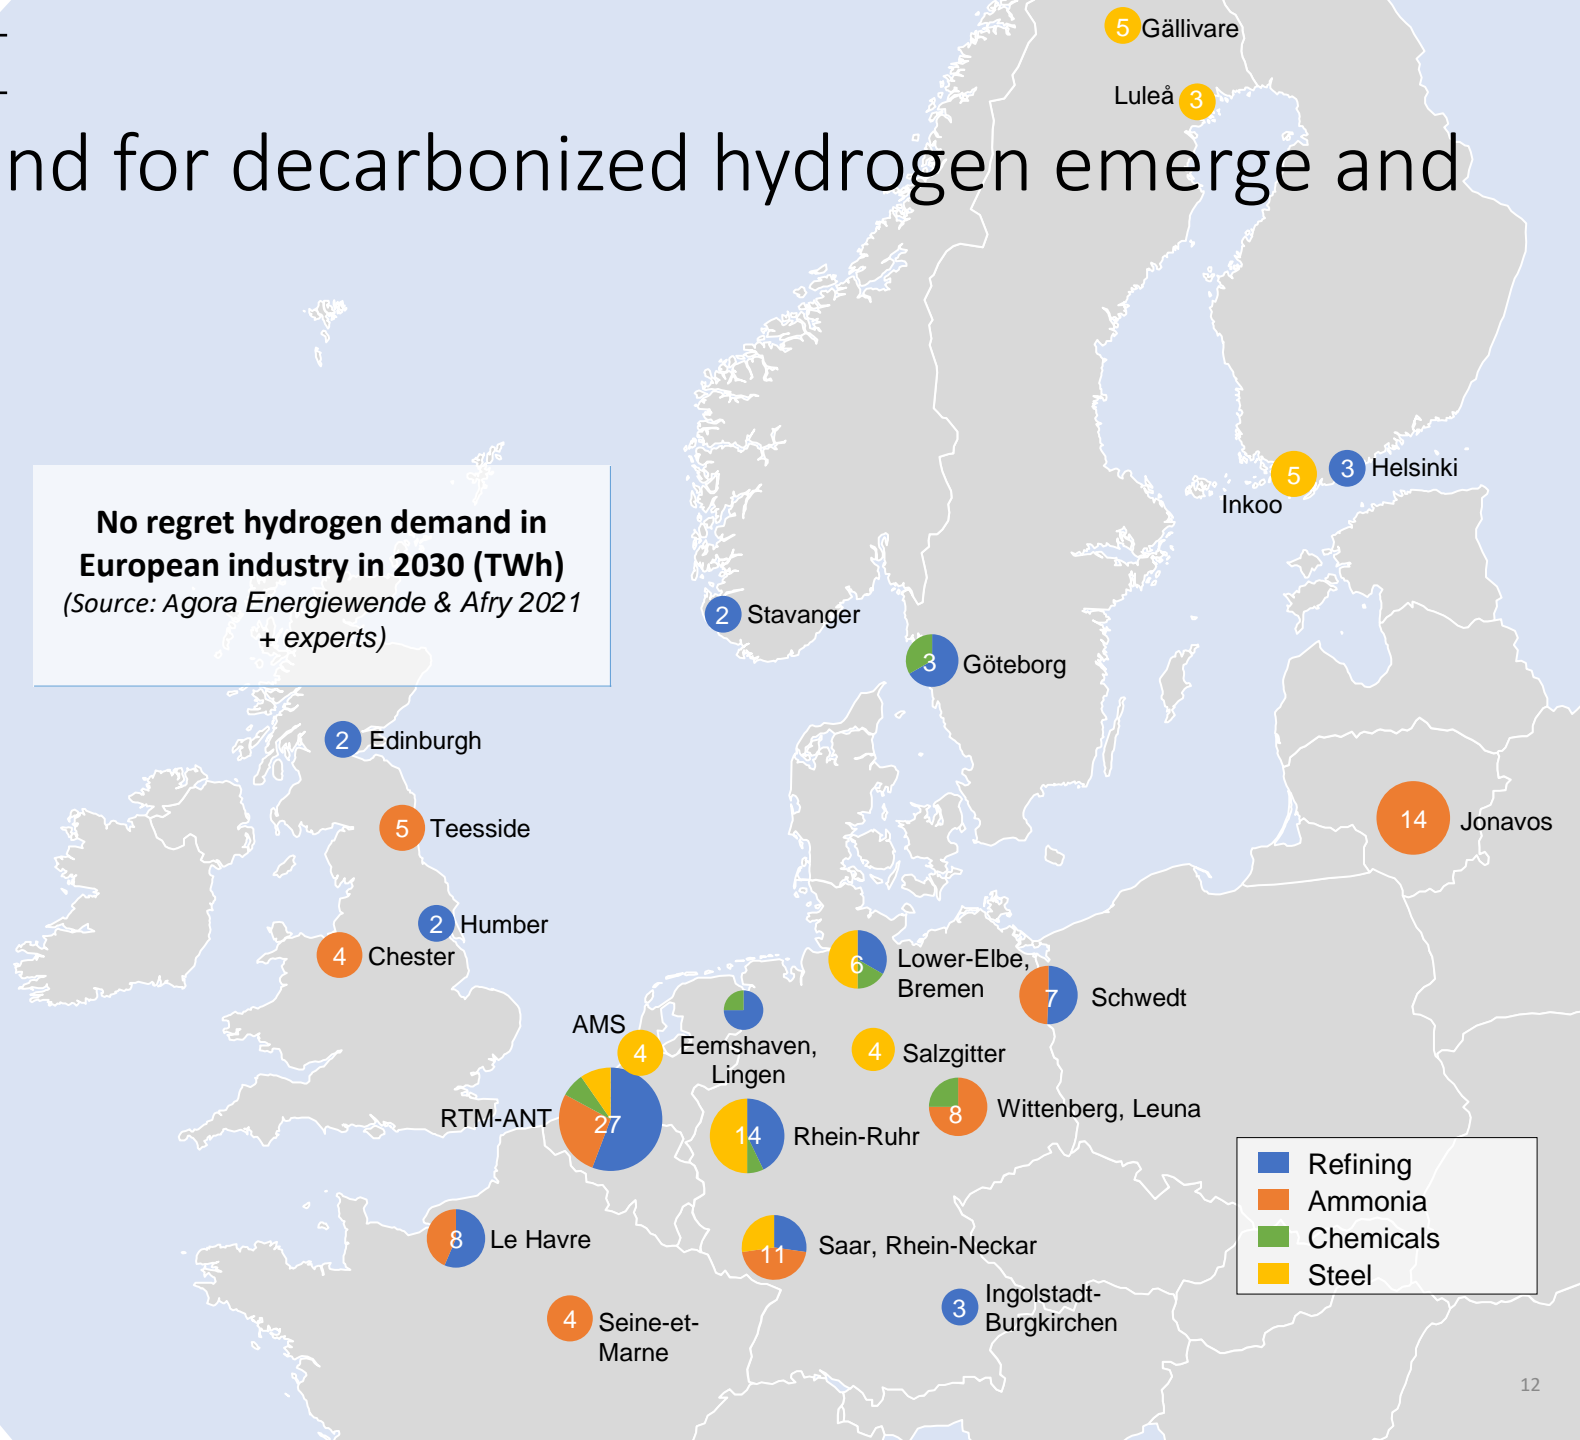 5 Gällivare
Luleå 3
nd for decarbonized hydrogen emerge and
5
3 Helsinki
Inkoo
No regret hydrogen demand in
European industry in 2030 (TWh)
(Source: Agora Energiewende & Afry 2021
+ experts)
2 Stavanger
3 Göteborg
2 Edinburgh
14 Jonavos
5 Teesside
2 Humber
4 Chester
6 Lower-Elbe,
Bremen
7 Schwedt
AMS
4
Eemshaven,
Lingen
4 Salzgitter
RTM-ANT 27
14 Rhein-Ruhr
8 Wittenberg, Leuna
Refining
Ammonia
Chemicals
Steel
8 Le Havre
11 Saar, Rhein-Neckar
3 Ingolstadt-
Burgkirchen
4 Seine-et-
Marne
12